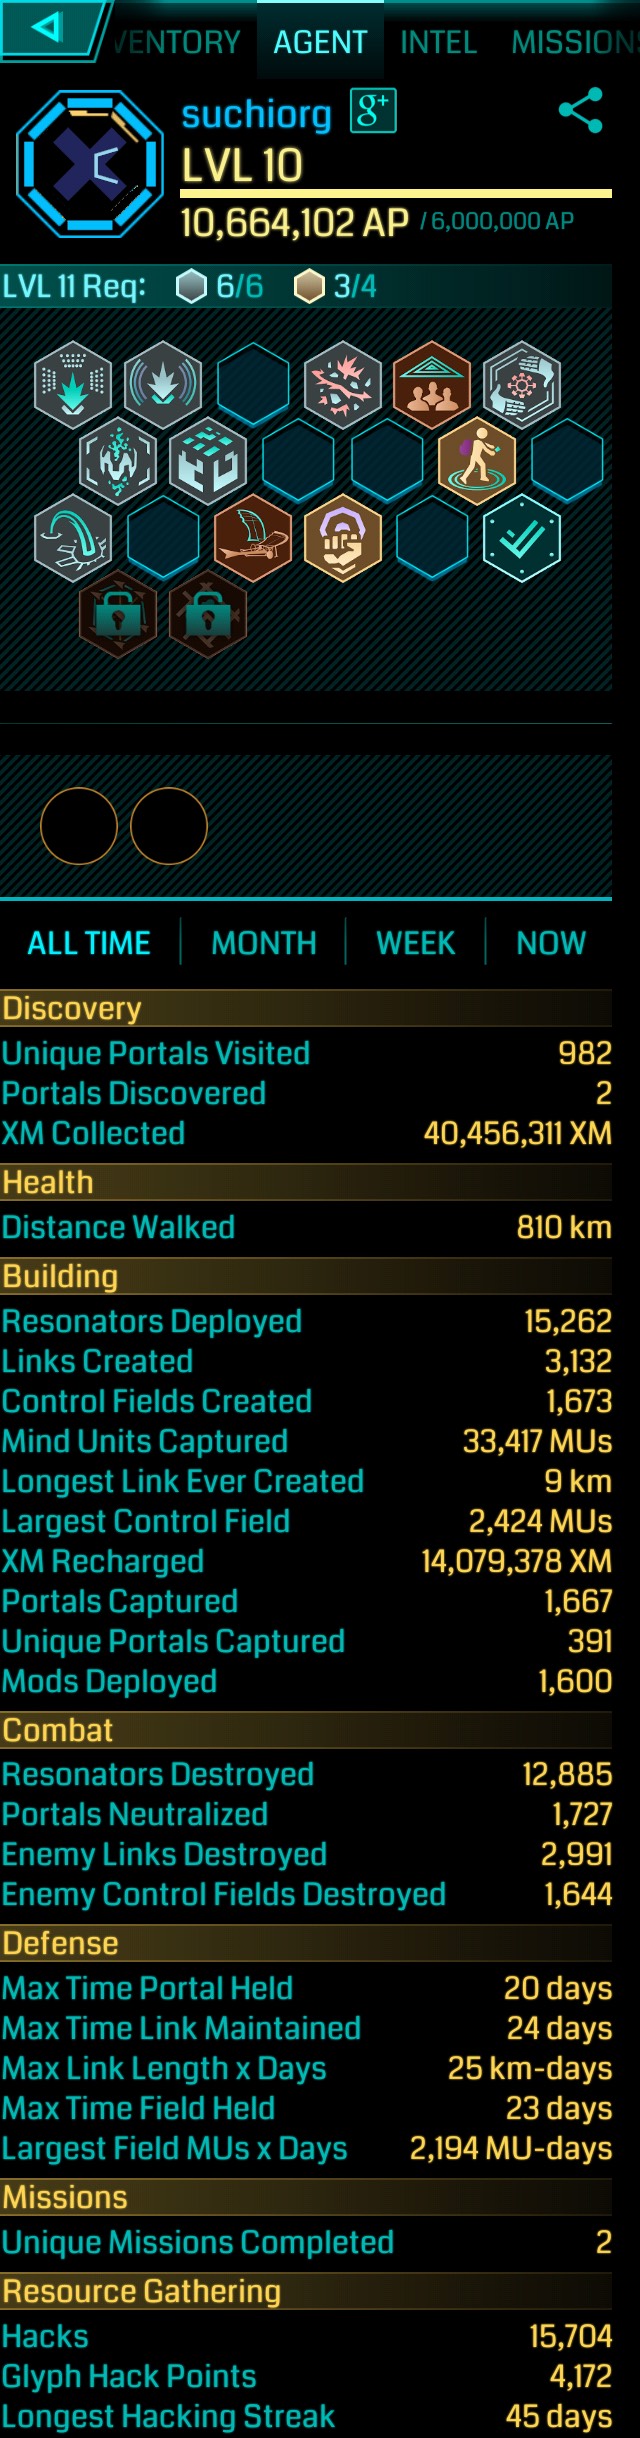 VENTORY AGENT INTEL MISSIONS
suchiorg g+
LVL 10
10,664,102 AP / 6,000,000 AP
LVL 11 Req: 6/6 3/4
ALL TIME MONTH WEEK NOW
Discovery
Unique Portals Visited 982
Portals Discovered 2
XM Collected 40,456,311 XM
Health
Distance Walked 810 km
Building
Resonators Deployed 15,262
Links Created 3,132
Control Fields Created 1,673
Mind Units Captured 33,417 MUs
Longest Link Ever Created 9 km
Largest Control Field 2,424 MUs
XM Recharged 14,079,378 XM
Portals Captured 1,667
Unique Portals Captured 391
Mods Deployed 1,600
Combat
Resonators Destroyed 12,885
Portals Neutralized 1,727
Enemy Links Destroyed 2,991
Enemy Control Fields Destroyed 1,644
Defense
Max Time Portal Held 20 days
Max Time Link Maintained 24 days
Max Link Length x Days 25 km-days
Max Time Field Held 23 days
Largest Field MUs x Days 2,194 MU-days
Missions
Unique Missions Completed 2
Resource Gathering
Hacks 15,704
Glyph Hack Points 4,172
Longest Hacking Streak 45 days